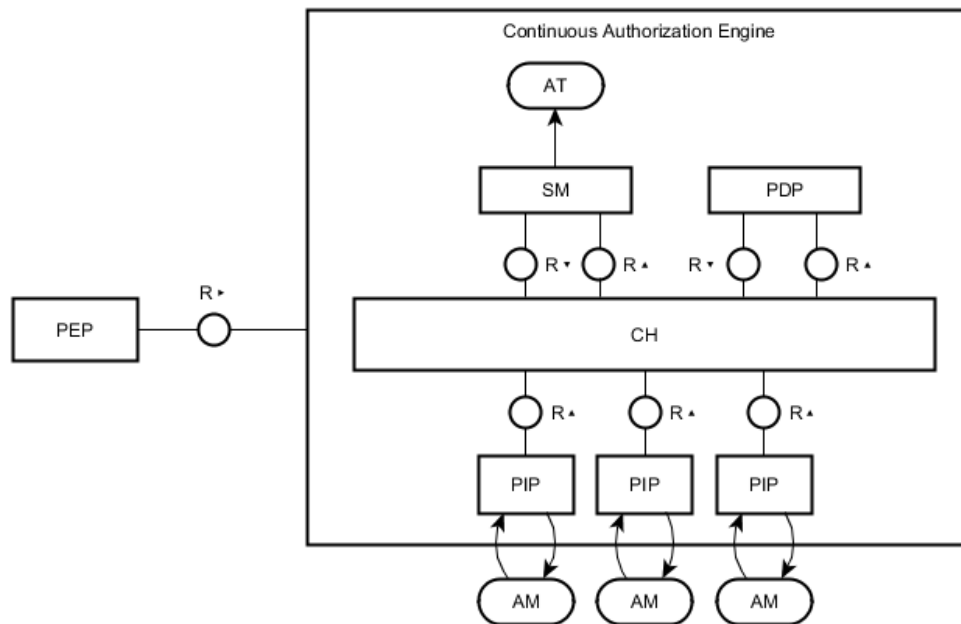 Continuous Authorization Engine
AT
SM
PDP
R ▾
R ▴
R ▾
R ▴
R ▸
PEP
CH
R ▴
R ▴
R ▴
PIP
PIP
PIP
AM
AM
AM